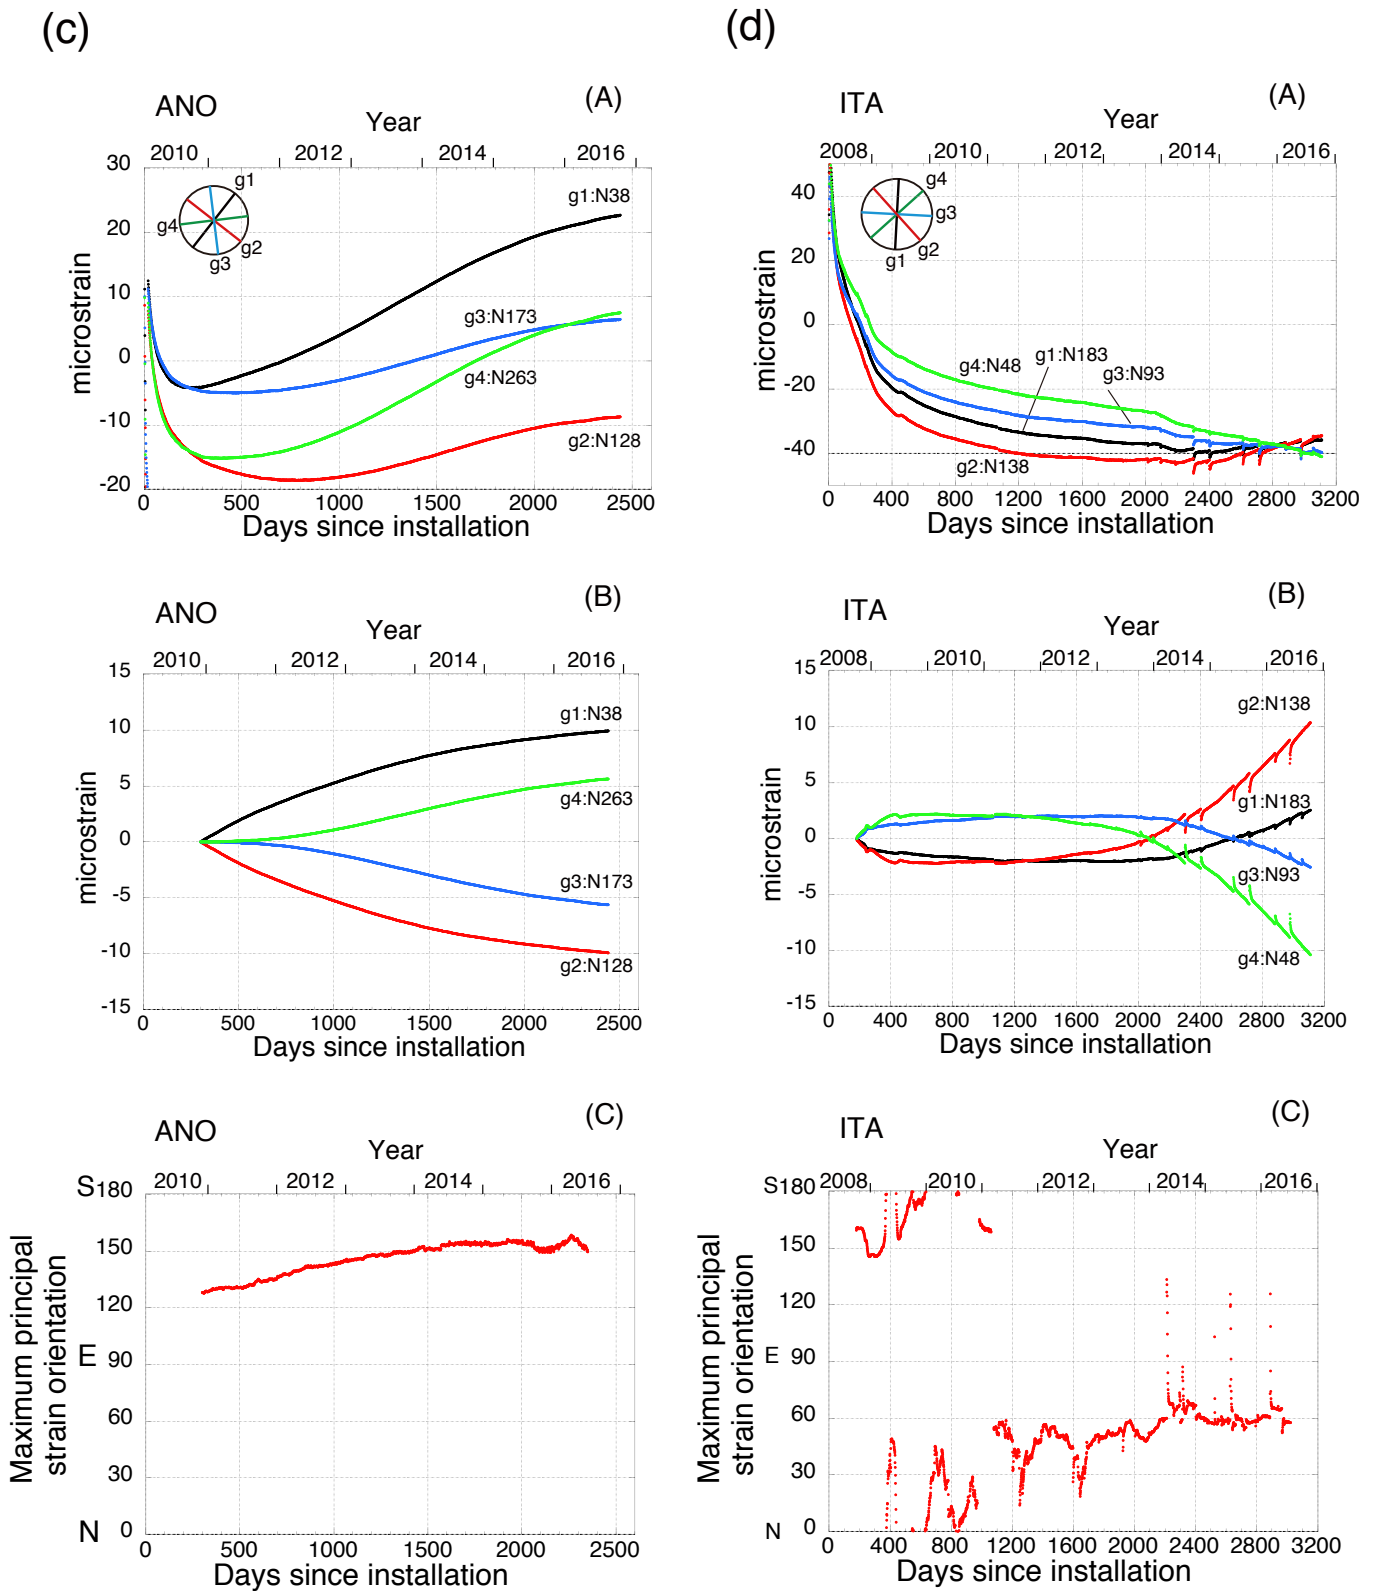 (c)
ANO
(A)
Year
2010 2012 2014 2016
30
20
10
0
-10
-20
microstrain
g1
g4
g2
g3
g1:N38
g3:N173
g4:N263
g2:N128
0 500 1000 1500 2000 2500
Days since installation
ANO
(B)
Year
2010 2012 2014 2016
15
10
5
0
-5
-10
-15
microstrain
g1:N38
g4:N263
g3:N173
g2:N128
0 500 1000 1500 2000 2500
Days since installation
ANO
(C)
Year
2010 2012 2014 2016
S180
150
120
E 90
60
30
N 0
Maximum principal
strain orientation
0 500 1000 1500 2000 2500
Days since installation
(d)
ITA
(A)
Year
2008 2010 2012 2014 2016
40
20
0
-20
-40
microstrain
g4
g3
g2
g1
g4:N48
g1:N183
g3:N93
g2:N138
0 400 800 1200 1600 2000 2400 2800 3200
Days since installation
ITA
(B)
Year
2008 2010 2012 2014 2016
15
10
5
0
-5
-10
-15
microstrain
g2:N138
g1:N183
g3:N93
g4:N48
0 400 800 1200 1600 2000 2400 2800 3200
Days since installation
ITA
(C)
Year
2008 2010 2012 2014 2016
S180
150
120
E 90
60
30
N 0
Maximum principal
strain orientation
0 400 800 1200 1600 2000 2400 2800 3200
Days since installation